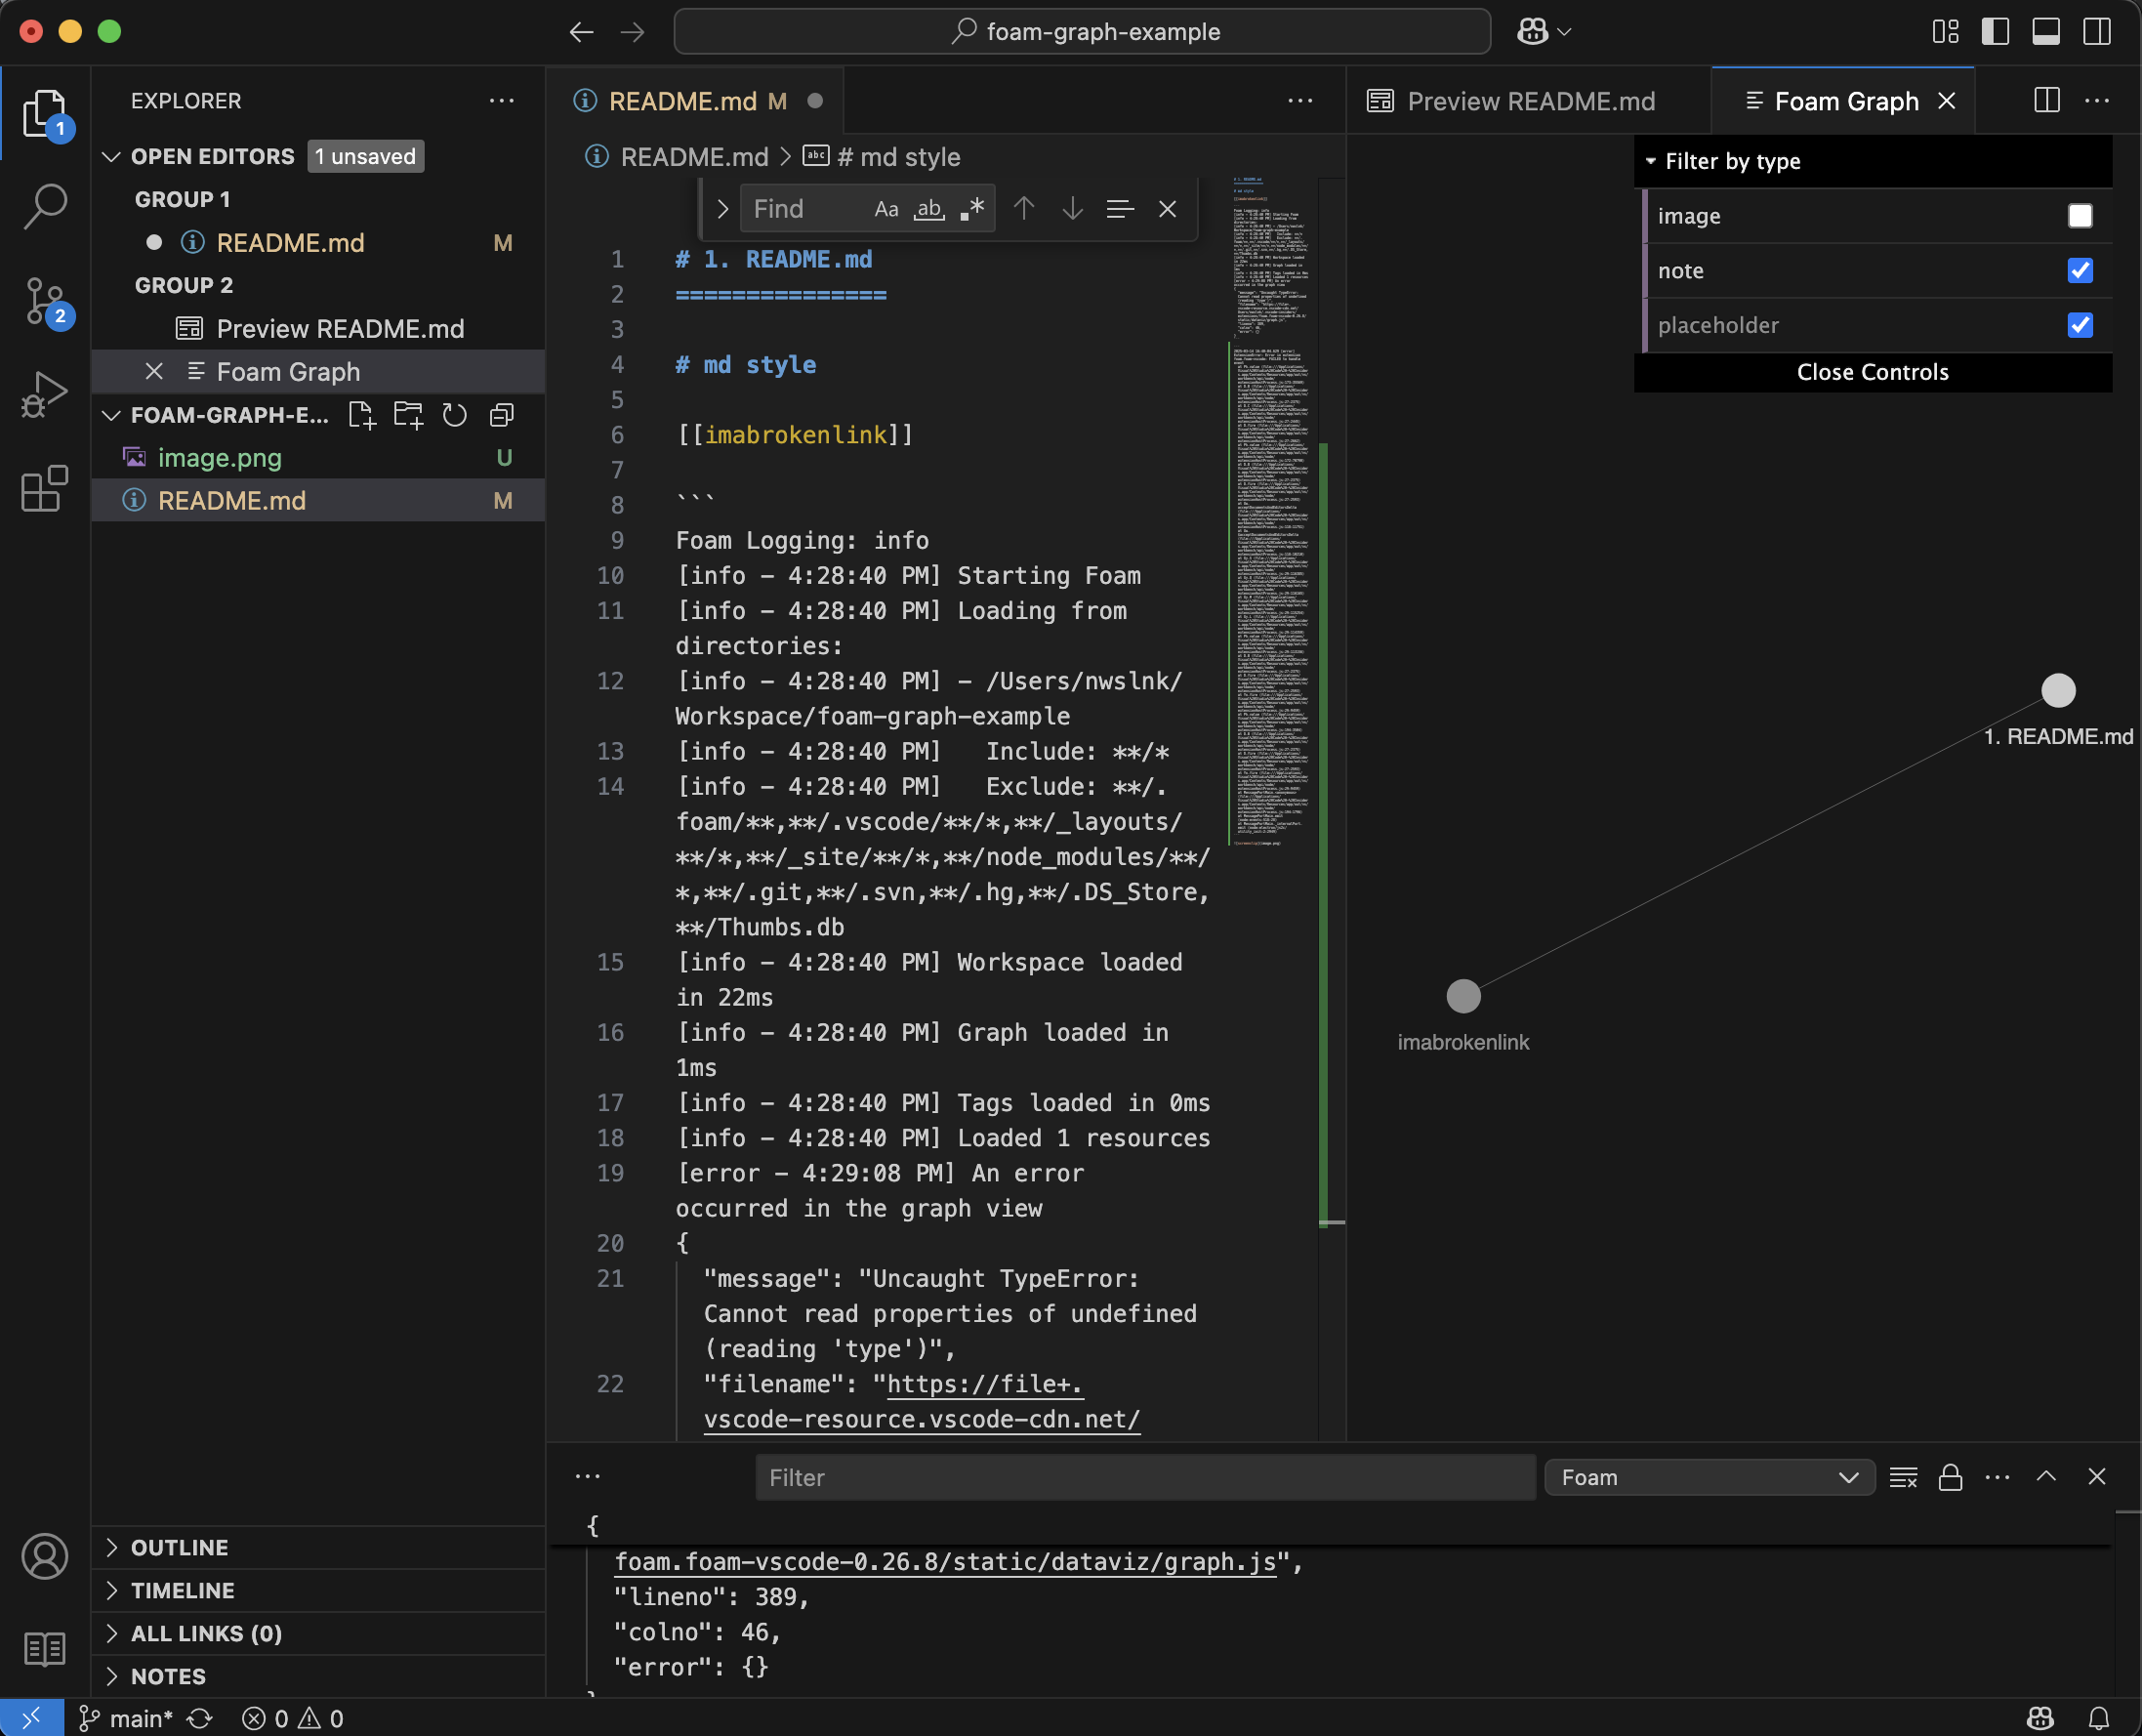 foam-graph-example
EXPLORER
1
OPEN EDITORS 1 unsaved
GROUP 1
README.md M
GROUP 2
Preview README.md
Foam Graph
FOAM-GRAPH-E...
image.png U
README.md M
2
OUTLINE
TIMELINE
ALL LINKS (0)
NOTES
README.md M
README.md > abc # md style
Find Aa ab .*
1 # 1. README.md
2 ===============
3
4 # md style
5
6 [[imabrokenlink]]
7
8 ```
9 Foam Logging: info
10 [info - 4:28:40 PM] Starting Foam
11 [info - 4:28:40 PM] Loading from
directories:
12 [info - 4:28:40 PM] - /Users/nwslnk/
Workspace/foam-graph-example
13 [info - 4:28:40 PM]   Include: **/*
14 [info - 4:28:40 PM]   Exclude: **/.
foam/**,**/.vscode/**/*,**/_layouts/
**/*,**/_site/**/*,**/node_modules/**/
*,**/.git,**/.svn,**/.hg,**/.DS_Store,
**/Thumbs.db
15 [info - 4:28:40 PM] Workspace loaded
in 22ms
16 [info - 4:28:40 PM] Graph loaded in
1ms
17 [info - 4:28:40 PM] Tags loaded in 0ms
18 [info - 4:28:40 PM] Loaded 1 resources
19 [error - 4:29:08 PM] An error
occurred in the graph view
20 {
21 "message": "Uncaught TypeError:
Cannot read properties of undefined
(reading 'type')",
22 "filename": "https://file+.
vscode-resource.vscode-cdn.net/
Preview README.md
Foam Graph
Filter by type
image
note
placeholder
Close Controls
1. README.md
imabrokenlink
Filter
Foam
{
foam.foam-vscode-0.26.8/static/dataviz/graph.js",
"lineno": 389,
"colno": 46,
"error": {}
main* 0 0